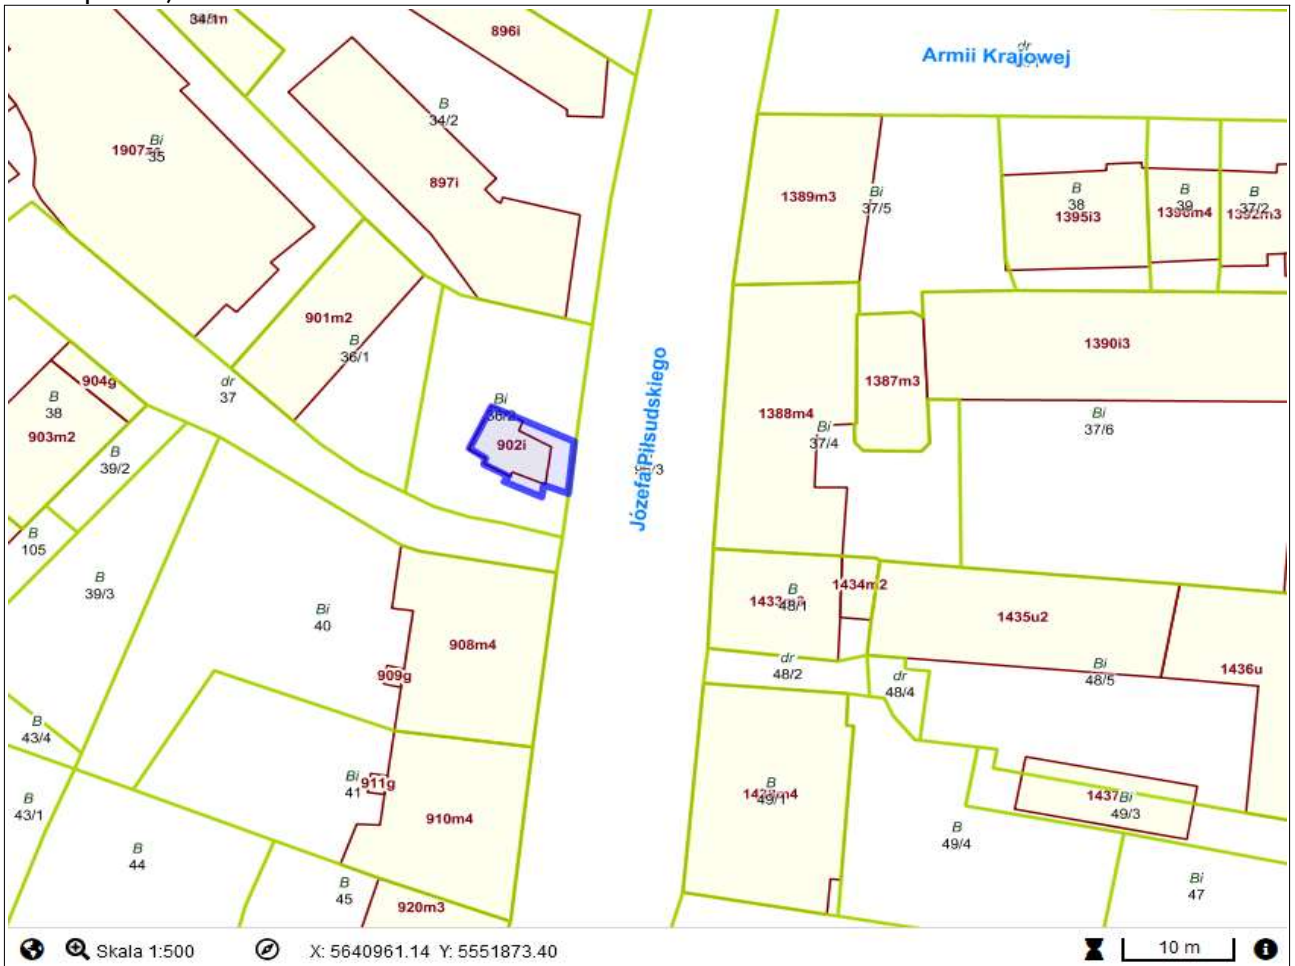 896i
Armii Krajowej
dr
B
34/2
1907
Bi
35
897i
1389m3
Bi
37/5
B
38
1395i3
B
39
B
37/2
901m2
B
36/1
1390i3
1387m3
904g
dr
37
B
38
903m2
Bi
902i
Józefa Piłsudskiego
1388m4
Bi
37/4
Bi
37/6
B
39/2
B
105
B
39/3
Bi
40
1434m2
B
48/1
1435u2
908m4
909g
dr
48/2
dr
48/4
Bi
48/5
1436u
B
43/4
Bi
41
911g
B
43/1
910m4
B
49/1
1437
Bi
49/3
B
49/4
B
44
B
45
920m3
Bi
47
Skala 1:500
X: 5640961.14 Y: 5551873.40
10 m